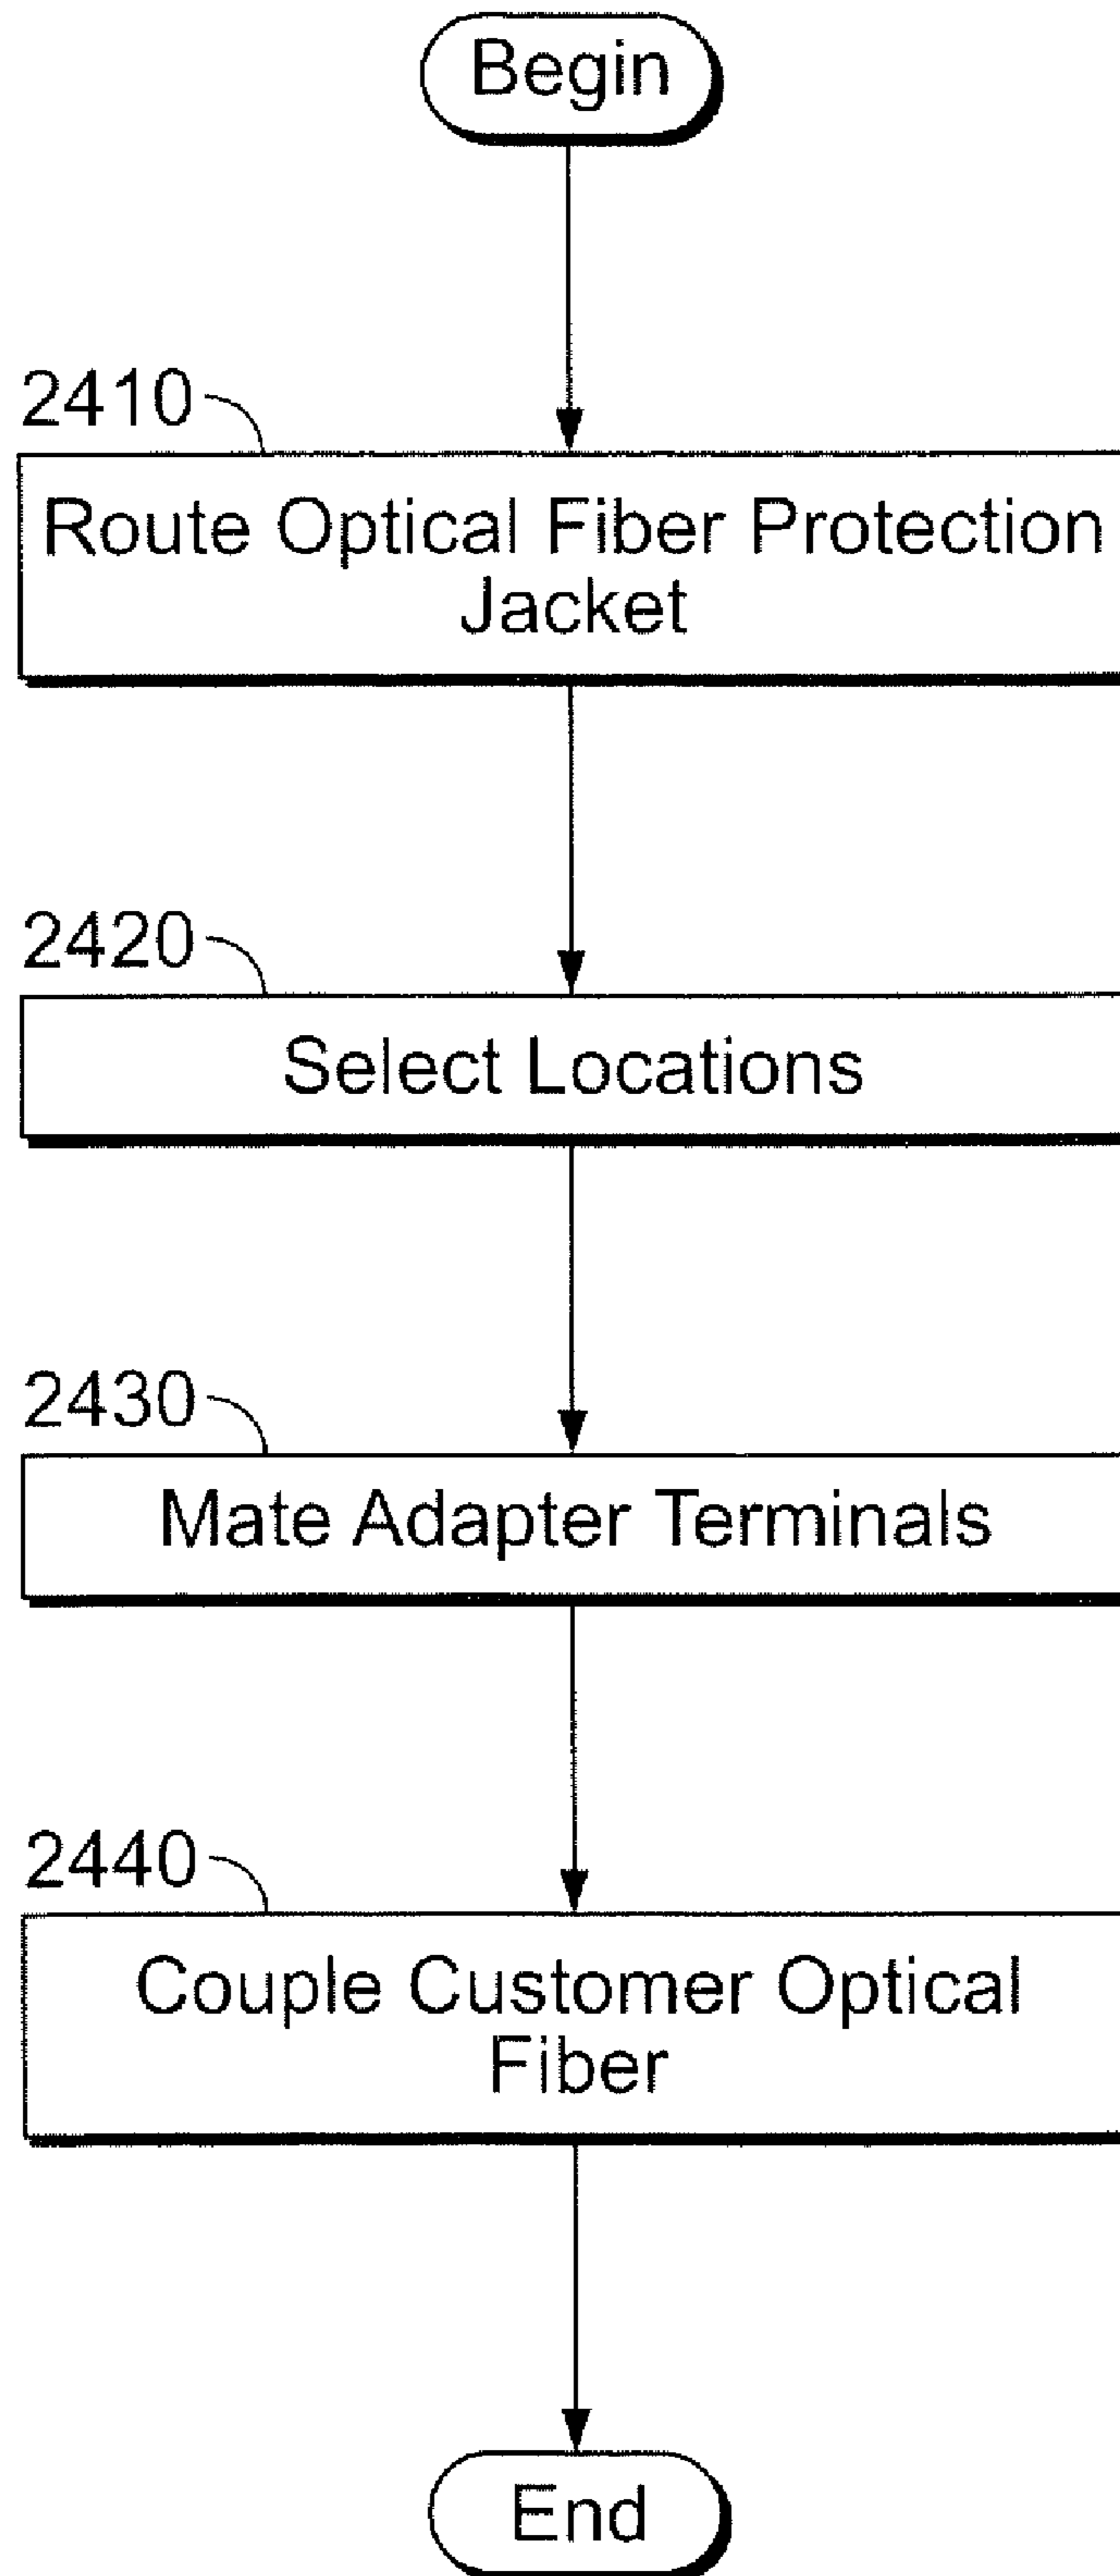 Begin
2410
Route Optical Fiber Protection
Jacket
2420
Select Locations
2430
Mate Adapter Terminals
2440
Couple Customer Optical
Fiber
End